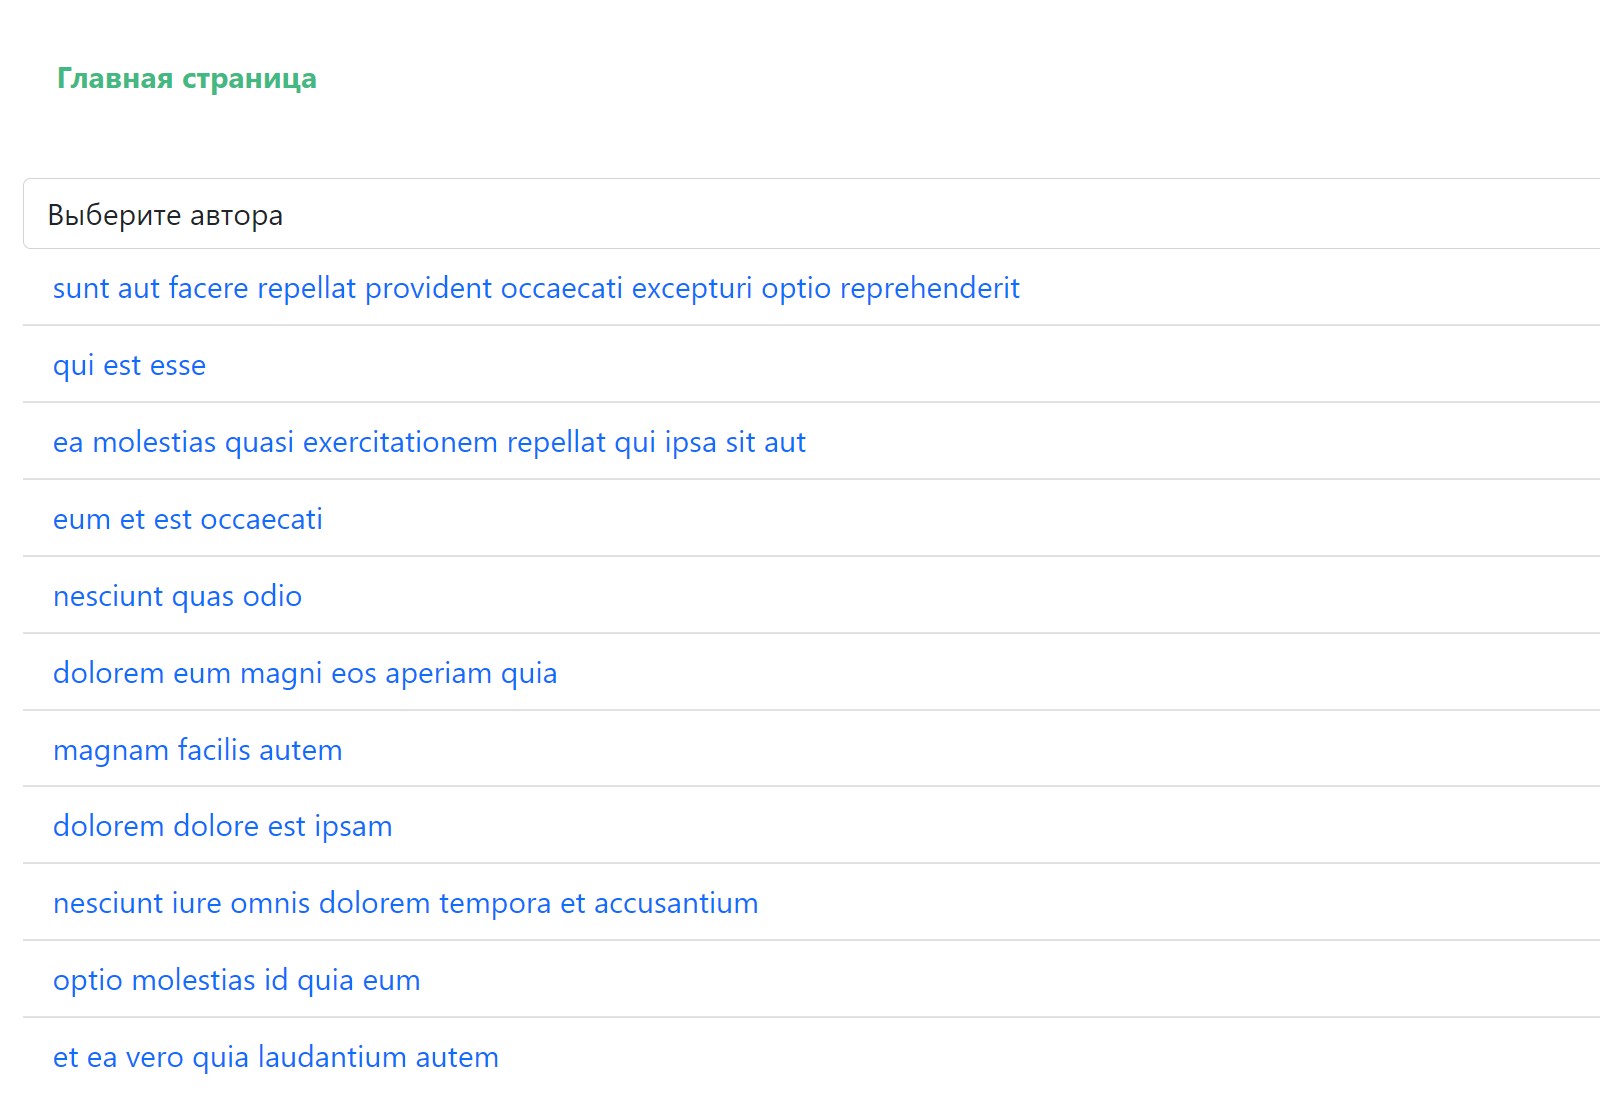 Главная страница
Выберите автора
sunt aut facere repellat provident occaecati excepturi optio reprehenderit
qui est esse
ea molestias quasi exercitationem repellat qui ipsa sit aut
eum et est occaecati
nesciunt quas odio
dolorem eum magni eos aperiam quia
magnam facilis autem
dolorem dolore est ipsam
nesciunt iure omnis dolorem tempora et accusantium
optio molestias id quia eum
et ea vero quia laudantium autem